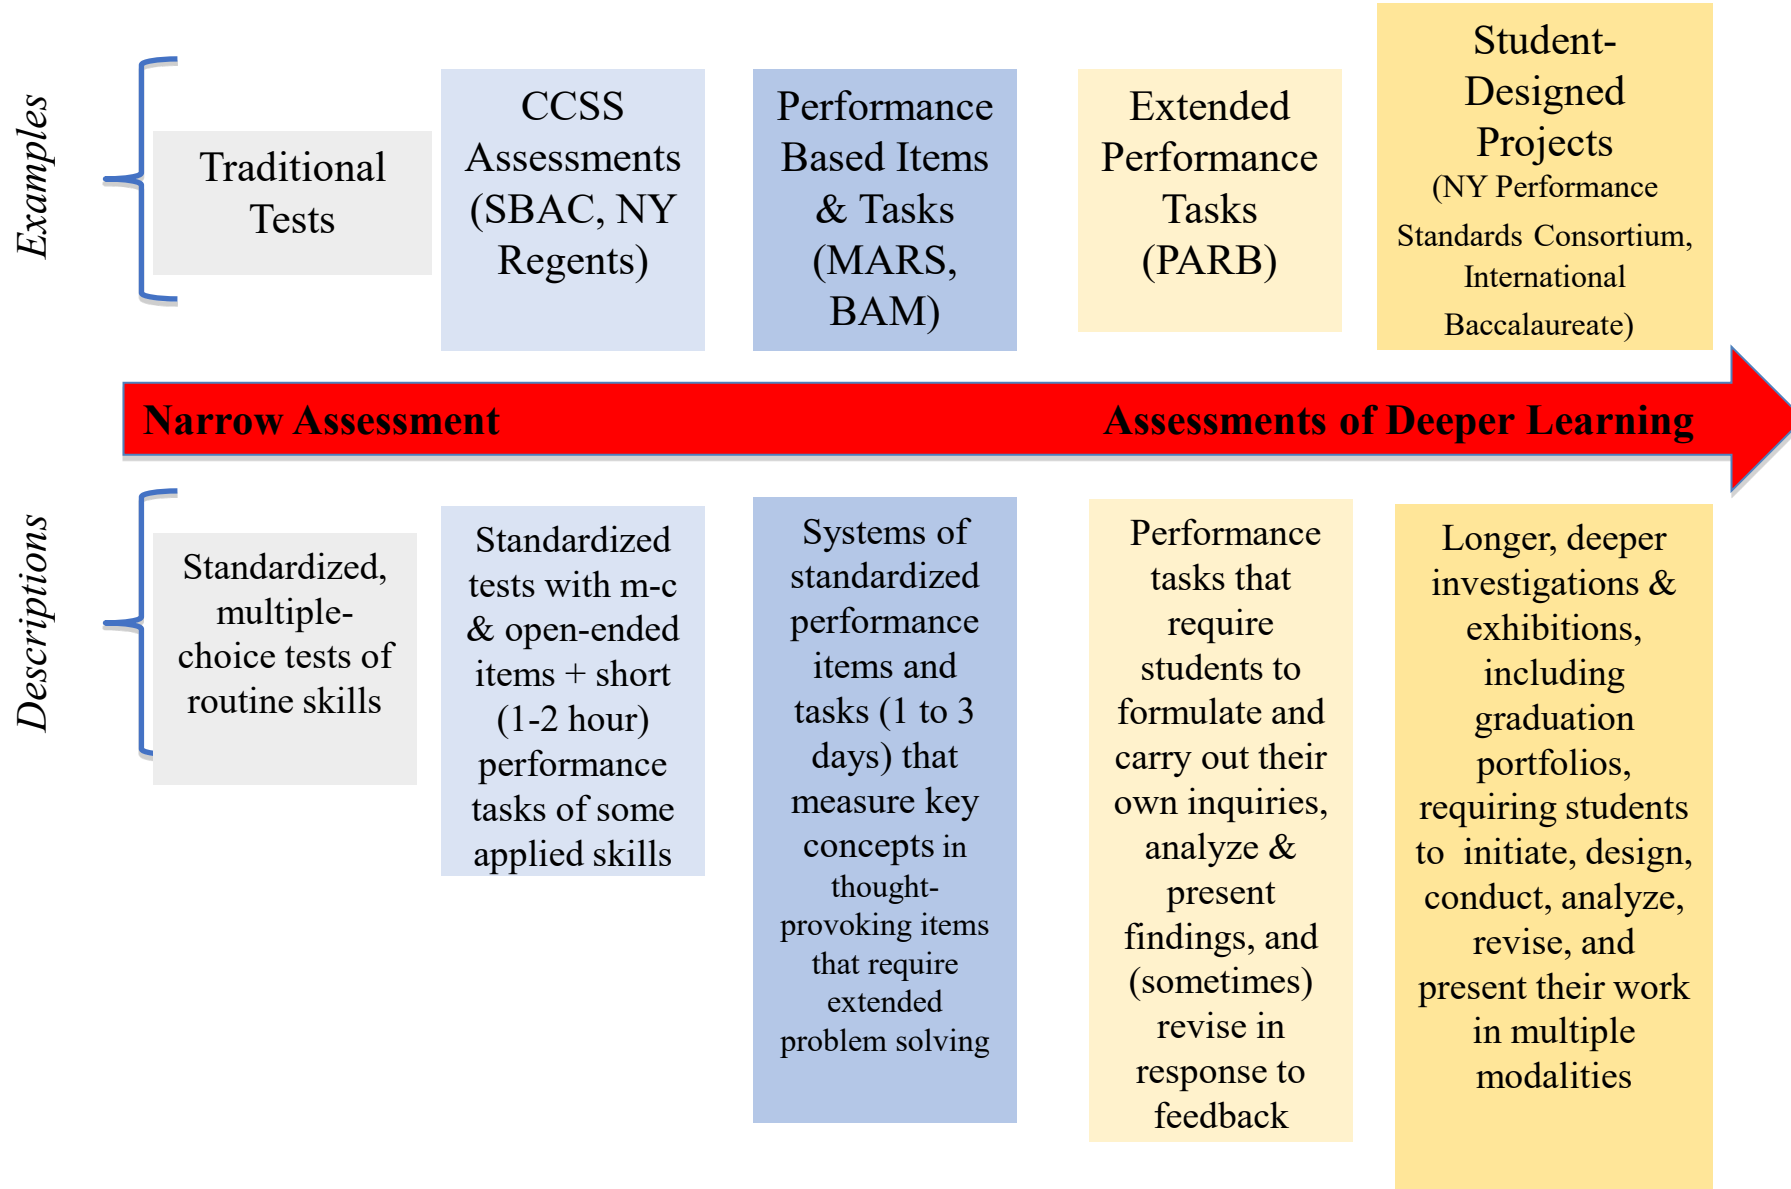 Examples
Traditional
Tests
CCSS
Assessments
(SBAC, NY
Regents)
Performance
Based Items
& Tasks
(MARS,
BAM)
Extended
Performance
Tasks
(PARB)
Student-
Designed
Projects
(NY Performance
Standards Consortium,
International
Baccalaureate)
Narrow Assessment
Assessments of Deeper Learning
Descriptions
Standardized,
multiple-
choice tests of
routine skills
Standardized
tests with m-c
& open-ended
items + short
(1-2 hour)
performance
tasks of some
applied skills
Systems of
standardized
performance
items and
tasks (1 to 3
days) that
measure key
concepts in
thought-
provoking items
that require
extended
problem solving
Performance
tasks that
require
students to
formulate and
carry out their
own inquiries,
analyze &
present
findings, and
(sometimes)
revise in
response to
feedback
Longer, deeper
investigations &
exhibitions,
including
graduation
portfolios,
requiring students
to initiate, design,
conduct, analyze,
revise, and
present their work
in multiple
modalities